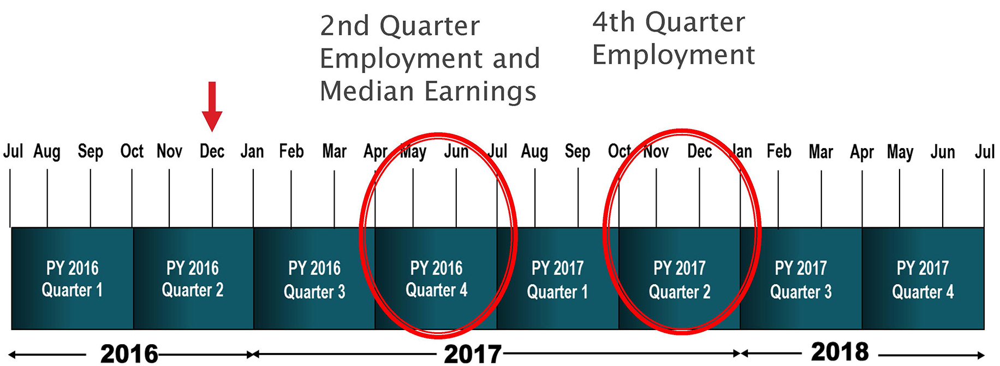 2nd Quarter
Employment and
Median Earnings
4th Quarter
Employment
Jul Aug Sep Oct Nov Dec Jan Feb Mar Apr May Jun Jul Aug Sep Oct Nov Dec Jan Feb Mar Apr May Jun Jul
PY 2016
Quarter 1
PY 2016
Quarter 2
PY 2016
Quarter 3
PY 2016
Quarter 4
PY 2017
Quarter 1
PY 2017
Quarter 2
PY 2017
Quarter 3
PY 2017
Quarter 4
2016
2017
2018